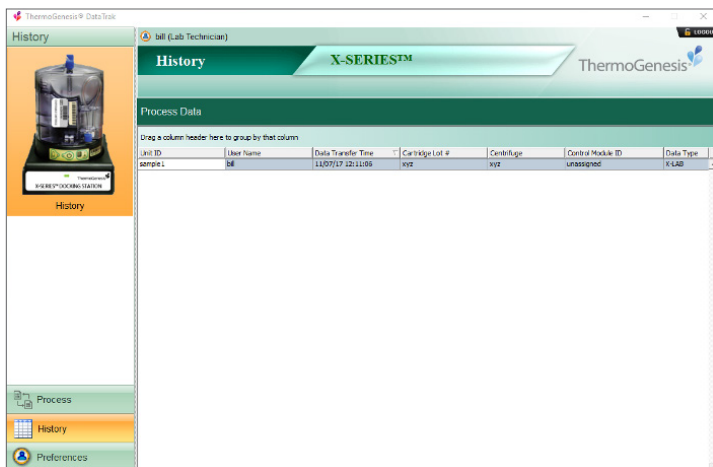 ThermoGenesis® DataTrak
History
bill (Lab Technician)
History
X-SERIES™
ThermoGenesis®
ThermoGenesis
X-SERIES™ DOCKING STATION
History
Process Data
Drag a column header here to group by that column
Unit ID User Name Data Transfer Time Cartridge Lot # Centrifuge Control Module ID Data Type
sample1 bill 11/07/17 12:11:06 xyz xyz unassigned X-LAB
Process
History
Preferences